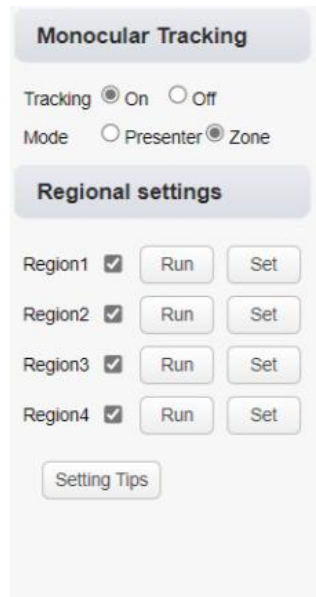 Monocular Tracking
Tracking On Off
Mode Presenter Zone
Regional settings
Region1 Run Set
Region2 Run Set
Region3 Run Set
Region4 Run Set
Setting Tips